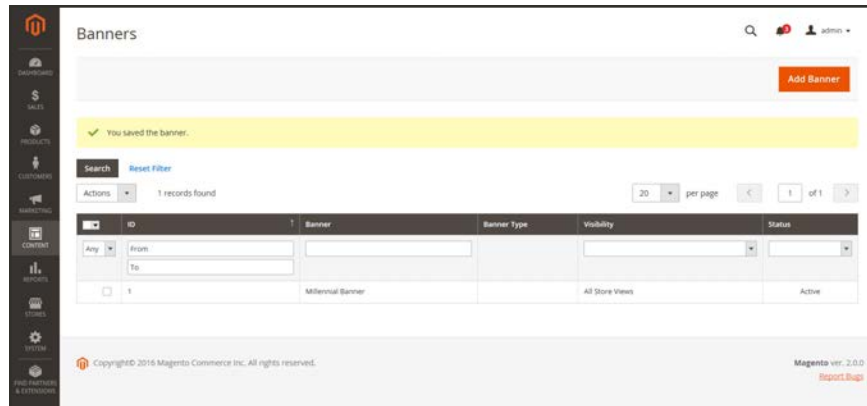 Banners
3
admin
DASHBOARD
SALES
PRODUCTS
CUSTOMERS
MARKETING
CONTENT
REPORTS
STORES
SYSTEM
FIND PARTNERS
& EXTENSIONS
Add Banner
You saved the banner.
Search Reset Filter
Actions 1 records found 20 per page 1 of 1
ID ↑ Banner Banner Type Visibility Status
Any From
To
1 Millennial Banner All Store Views Active
Copyright© 2016 Magento Commerce Inc. All rights reserved. Magento ver. 2.0.0
Report Bugs